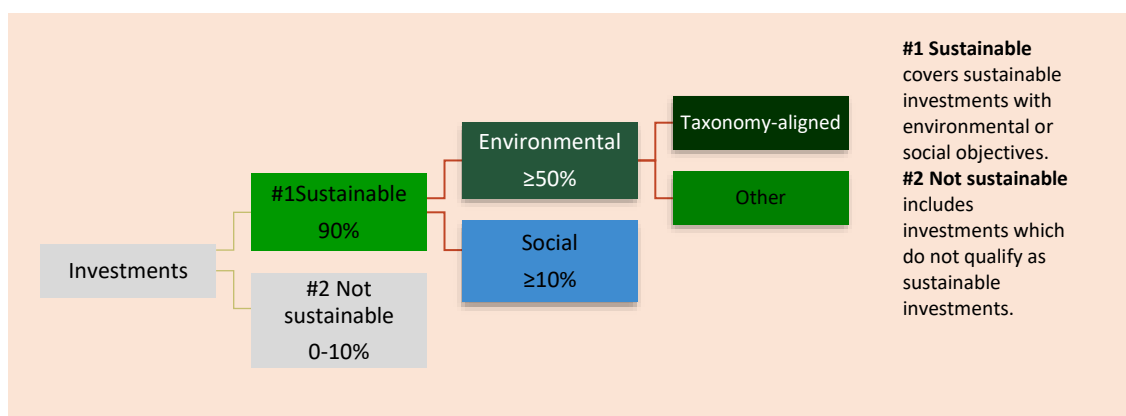 Investments
#1Sustainable
90%
#2 Not
sustainable
0-10%
Environmental
≥50%
Social
≥10%
Taxonomy-aligned
Other
#1 Sustainable
covers sustainable
investments with
environmental or
social objectives.
#2 Not sustainable
includes
investments which
do not qualify as
sustainable
investments.